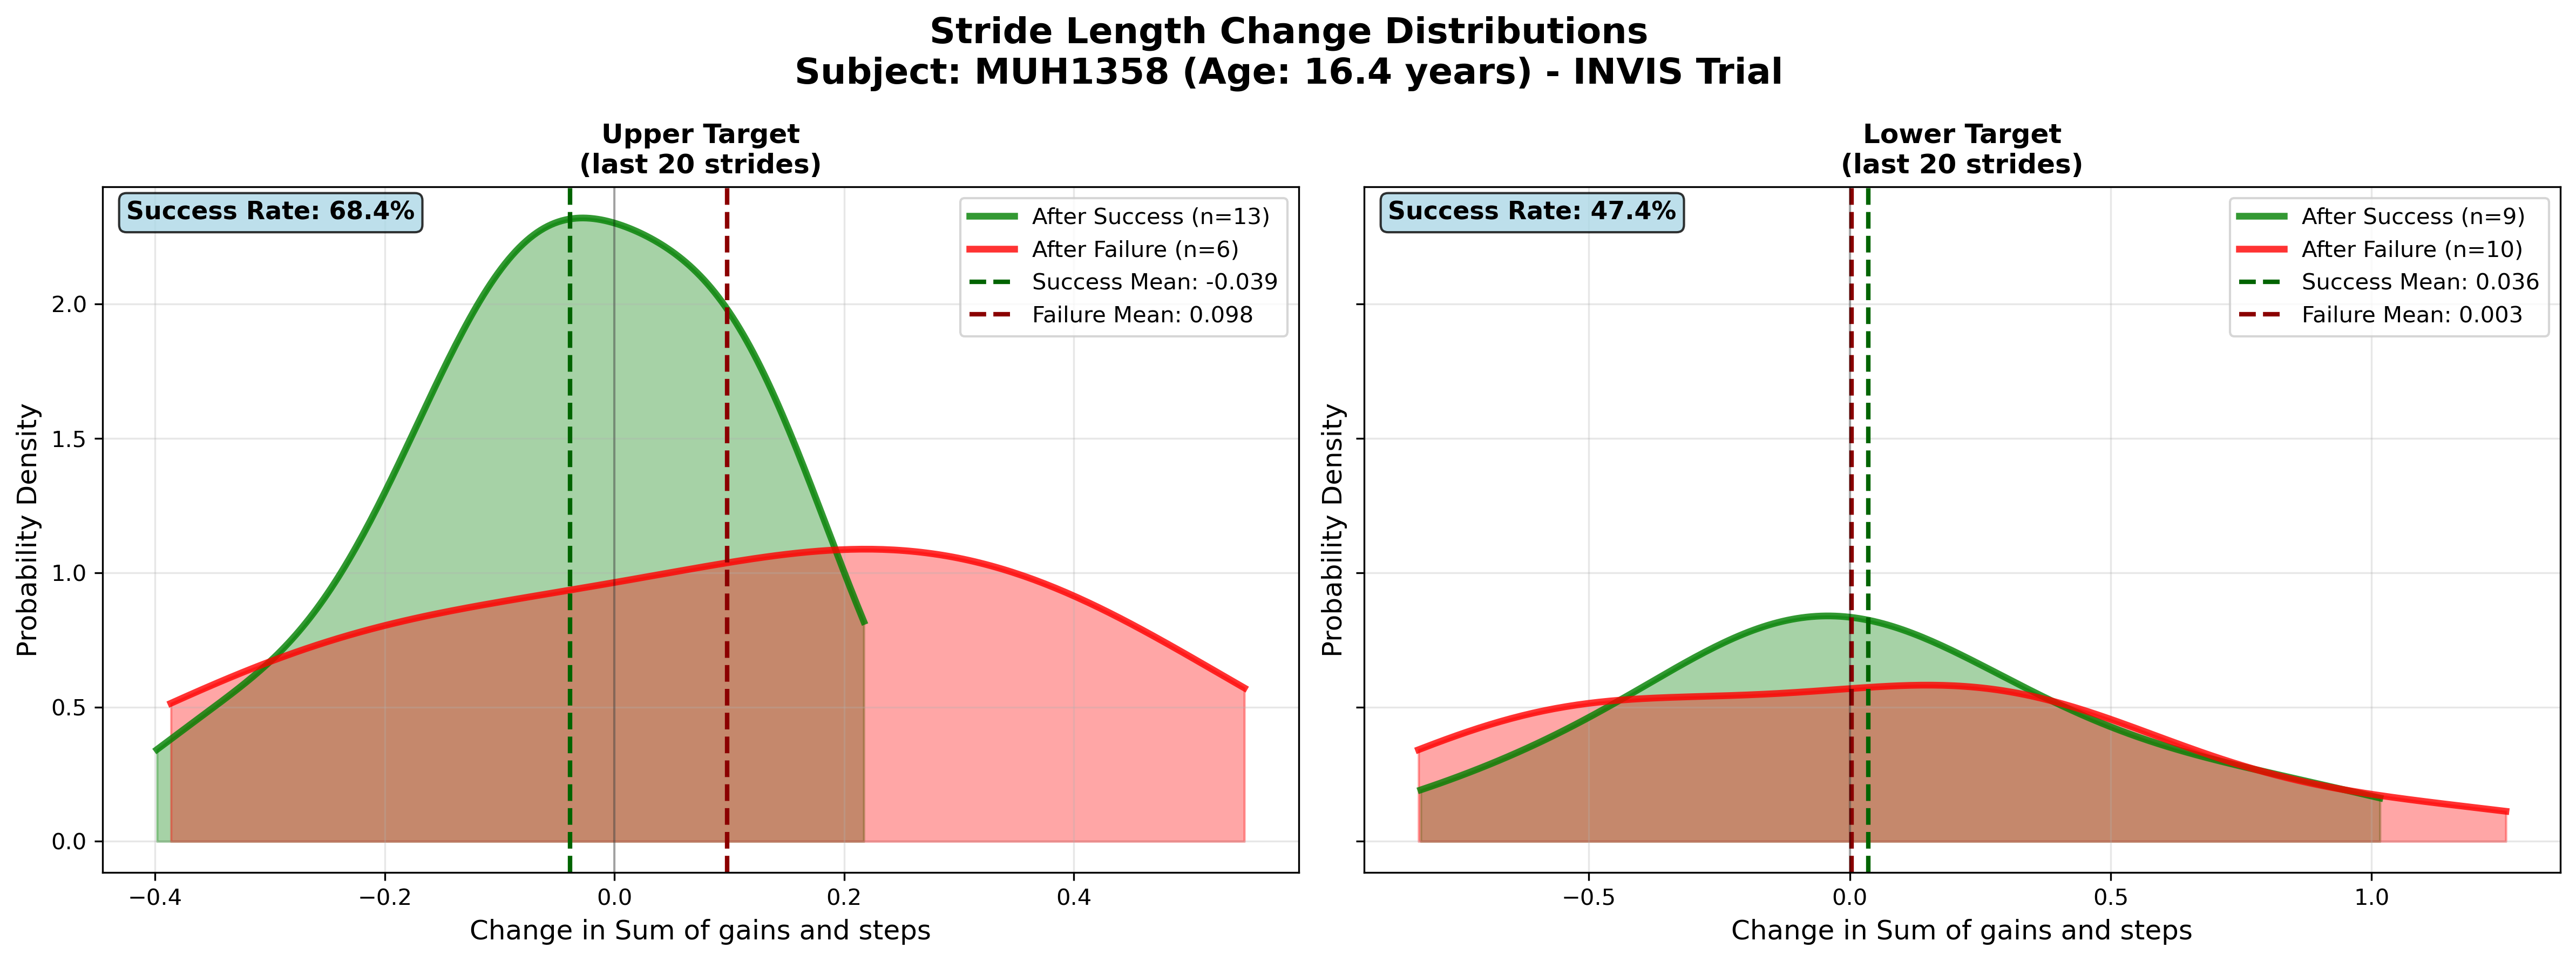 Stride Length Change Distributions
Subject: MUH1358 (Age: 16.4 years) - INVIS Trial
Upper Target
(last 20 strides)
Success Rate: 68.4%
After Success (n=13)
After Failure (n=6)
Success Mean: -0.039
Failure Mean: 0.098
Probability Density
2.0
1.5
1.0
0.5
0.0
−0.4
−0.2
0.0
0.2
0.4
Change in Sum of gains and steps
Lower Target
(last 20 strides)
Success Rate: 47.4%
After Success (n=9)
After Failure (n=10)
Success Mean: 0.036
Failure Mean: 0.003
Probability Density
−0.5
0.0
0.5
1.0
Change in Sum of gains and steps